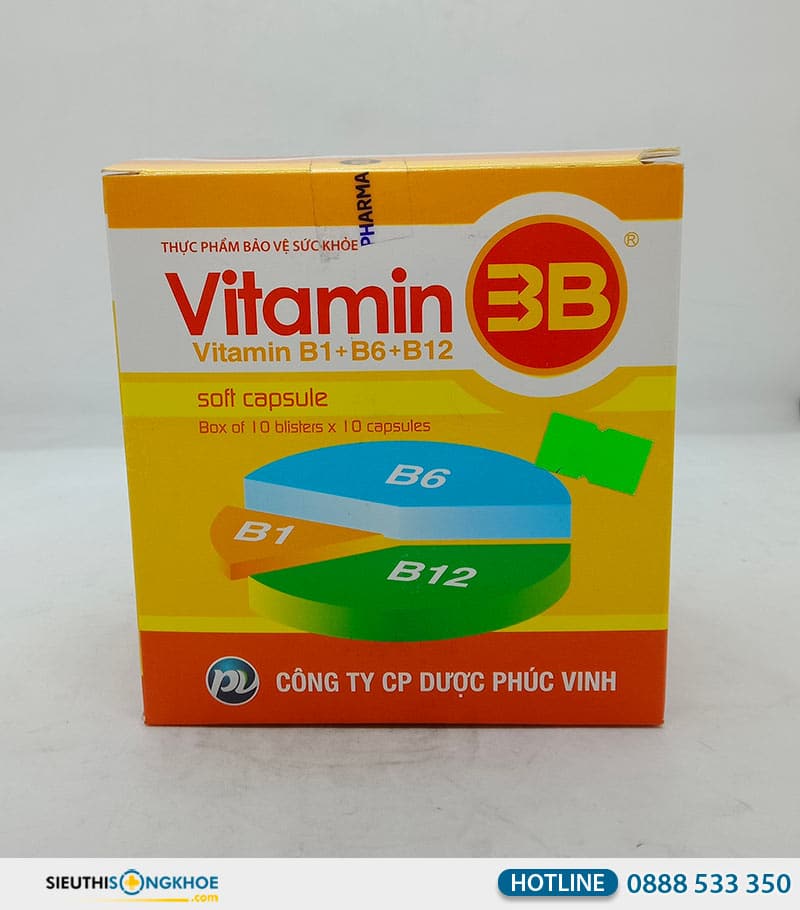 PHARMA
THỰC PHẨM BẢO VỆ SỨC KHỎE
Vitamin 3B ®
Vitamin B1+B6+B12
soft capsule
Box of 10 blisters x 10 capsules
B6
B1
B12
pv CÔNG TY CP DƯỢC PHÚC VINH
SIEUTHISONGKHOE.com
HOTLINE 0888 533 350